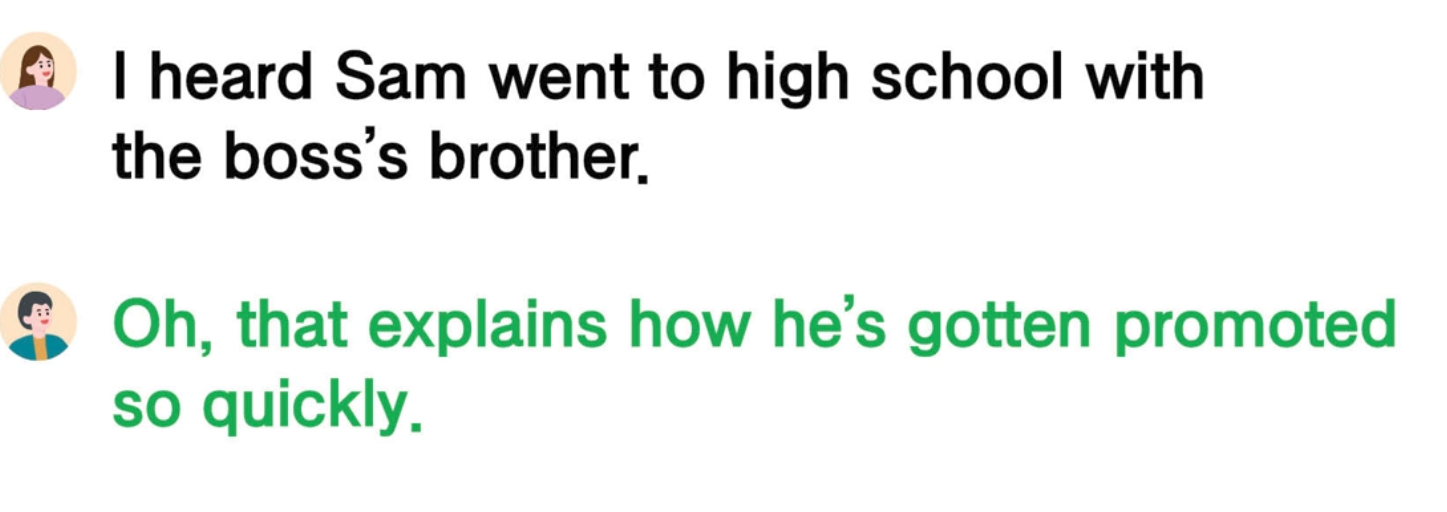 I heard Sam went to high school with
the boss’s brother.
Oh, that explains how he’s gotten promoted
so quickly.